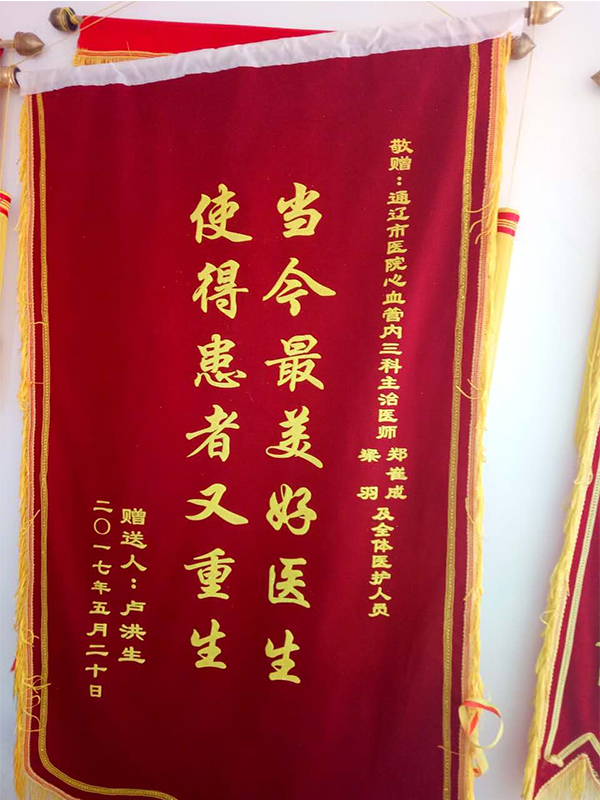 敬赠：通辽市医院心血管内三科主治医师
郑崔成
梁羽
及全体医护人员
当今最美好医生
使得患者又重生
赠送人：卢洪生
二〇一七年五月二十日